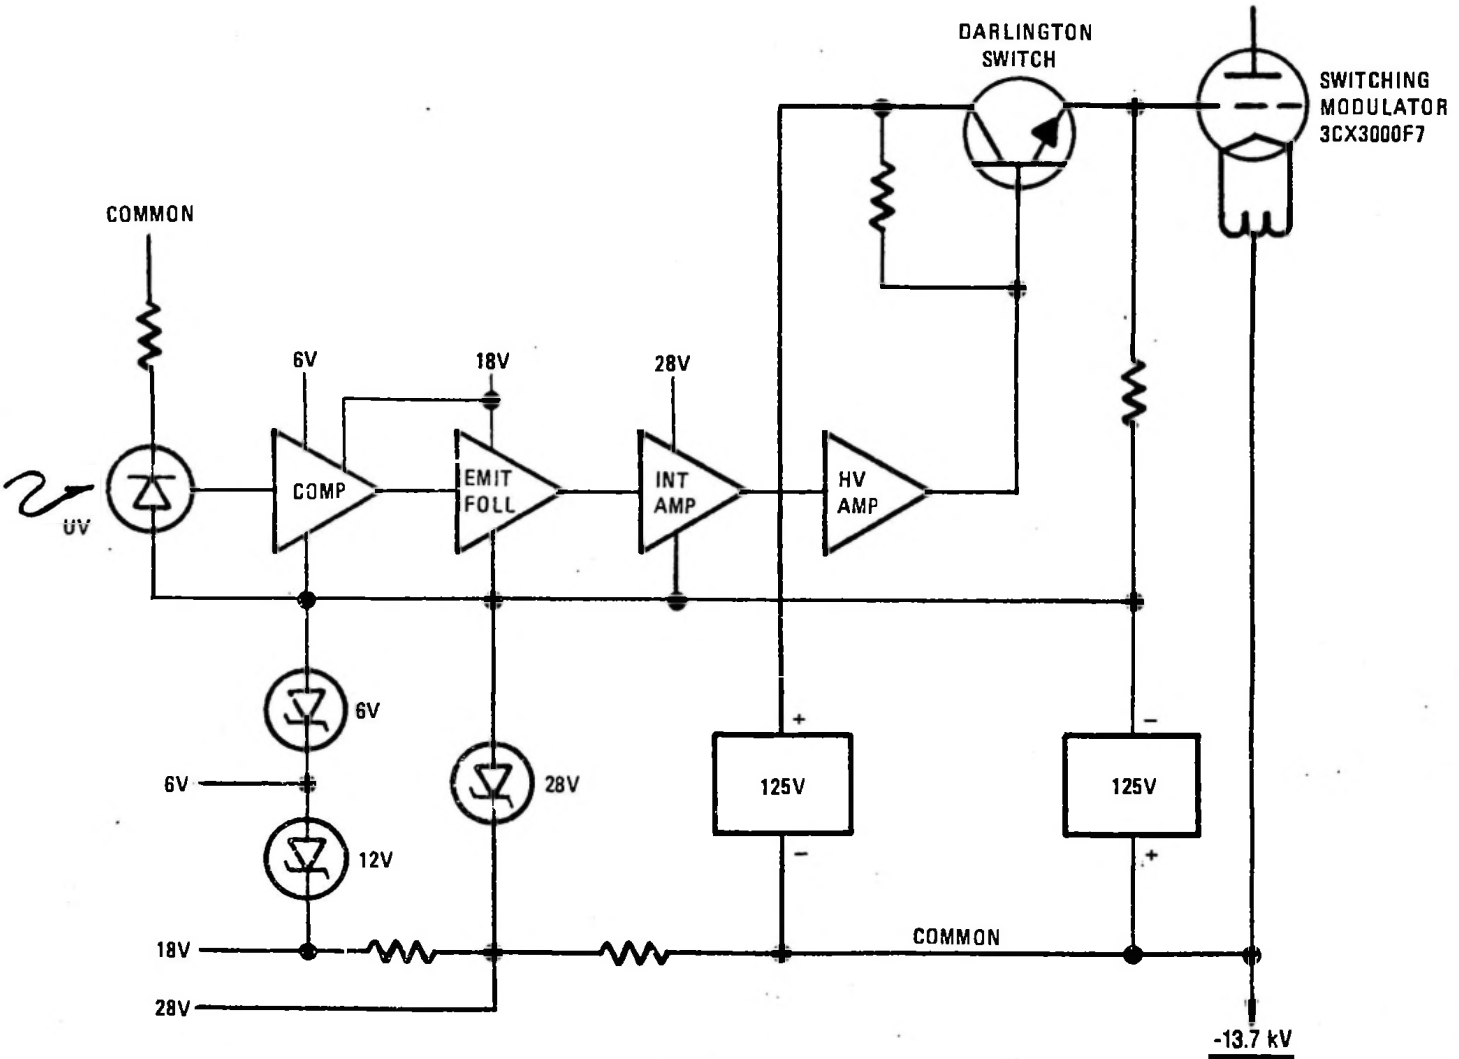 DARLINGTON
SWITCH
SWITCHING
MODULATOR
3CX3000F7
COMMON
6V
18V
28V
UV
COMP
EMIT
FOLL
INT
AMP
HV
AMP
6V
6V
12V
28V
+
125V
−
−
125V
+
COMMON
18V
28V
-13.7 kV